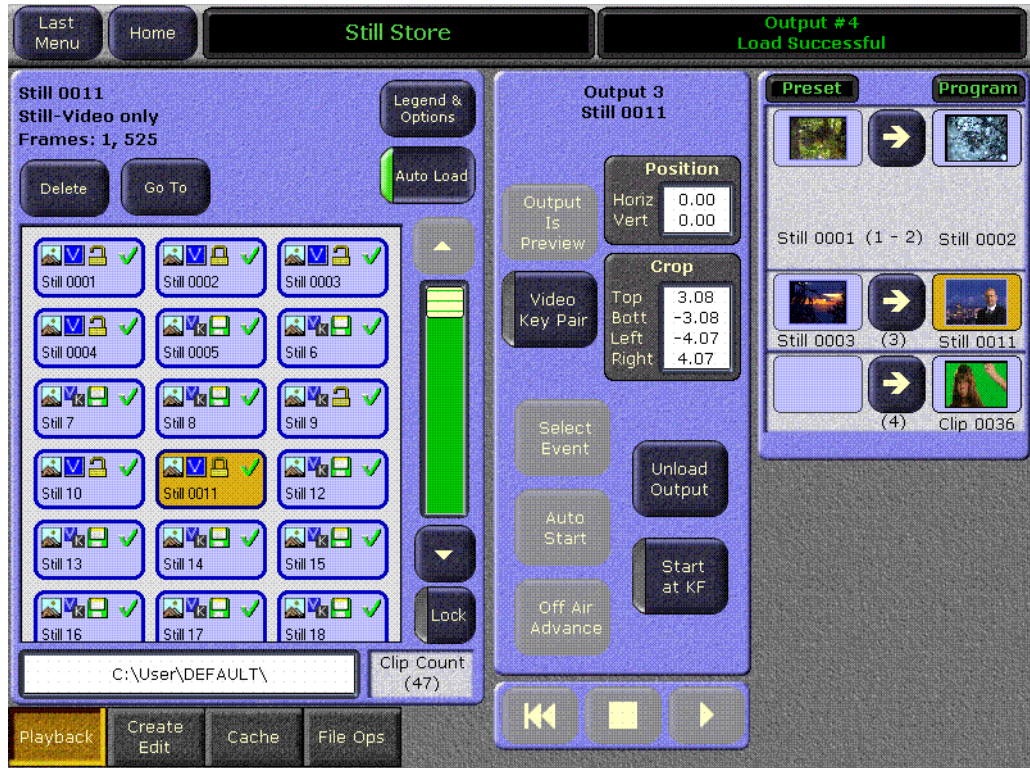 Last Menu
Home
Still Store
Output #4
Load Successful
Still 0011
Still-Video only
Frames: 1, 525
Legend & Options
Auto Load
Delete
Go To
Still 0001
Still 0002
Still 0003
Still 0004
Still 0005
Still 6
Still 7
Still 8
Still 9
Still 10
Still 0011
Still 12
Still 13
Still 14
Still 15
Still 16
Still 17
Still 18
Lock
C:\User\DEFAULT\
Clip Count
(47)
Playback
Create Edit
Cache
File Ops
Output 3
Still 0011
Output Is Preview
Video Key Pair
Position
Horiz 0.00
Vert 0.00
Crop
Top 3.08
Bott -3.08
Left -4.07
Right 4.07
Select Event
Auto Start
Off Air Advance
Unload Output
Start at KF
Preset
Program
Still 0001 (1 - 2) Still 0002
Still 0003 (3) Still 0011
(4) Clip 0036